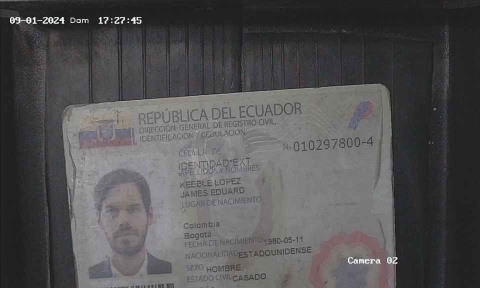 09-01-2024 Dom 17:27:45
REPÚBLICA DEL ECUADOR
DIRECCIÓN GENERAL DE REGISTRO CIVIL,
IDENTIFICACIÓN Y CEDULACIÓN
CÉDULA DE
N. 010297800-4
IDENTIDAD*EXT
APELLIDOS Y NOMBRES
KEEBLE LOPEZ
JAMES EDUARD
LUGAR DE NACIMIENTO
Colombia
Bogota
FECHA DE NACIMIENTO 1980-05-11
NACIONALIDAD ESTADOUNIDENSE
SEXO HOMBRE
ESTADO CIVIL CASADO
Camera 02